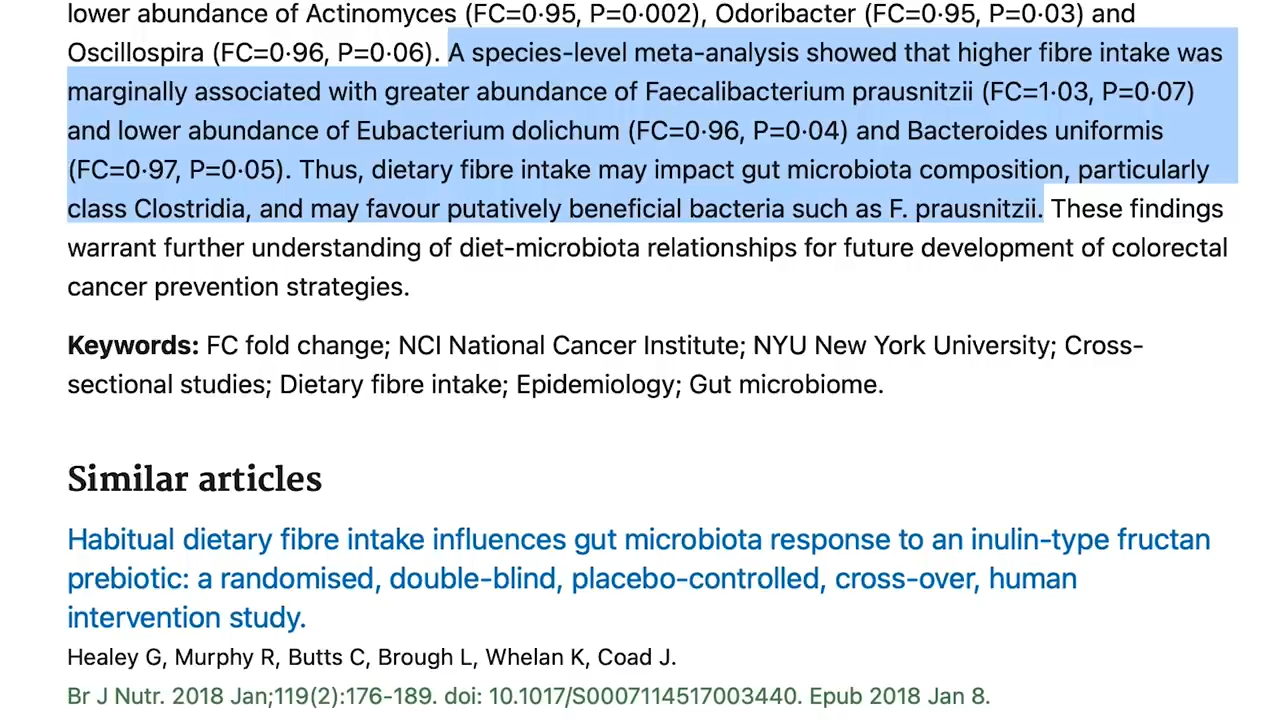 lower abundance of Actinomyces (FC=0·95, P=0·002), Odoribacter (FC=0·95, P=0·03) and
Oscillospira (FC=0·96, P=0·06). A species-level meta-analysis showed that higher fibre intake was
marginally associated with greater abundance of Faecalibacterium prausnitzii (FC=1·03, P=0·07)
and lower abundance of Eubacterium dolichum (FC=0·96, P=0·04) and Bacteroides uniformis
(FC=0·97, P=0·05). Thus, dietary fibre intake may impact gut microbiota composition, particularly
class Clostridia, and may favour putatively beneficial bacteria such as F. prausnitzii. These findings
warrant further understanding of diet-microbiota relationships for future development of colorectal
cancer prevention strategies.
Keywords: FC fold change; NCI National Cancer Institute; NYU New York University; Cross-
sectional studies; Dietary fibre intake; Epidemiology; Gut microbiome.
Similar articles
Habitual dietary fibre intake influences gut microbiota response to an inulin-type fructan
prebiotic: a randomised, double-blind, placebo-controlled, cross-over, human
intervention study.
Healey G, Murphy R, Butts C, Brough L, Whelan K, Coad J.
Br J Nutr. 2018 Jan;119(2):176-189. doi: 10.1017/S0007114517003440. Epub 2018 Jan 8.